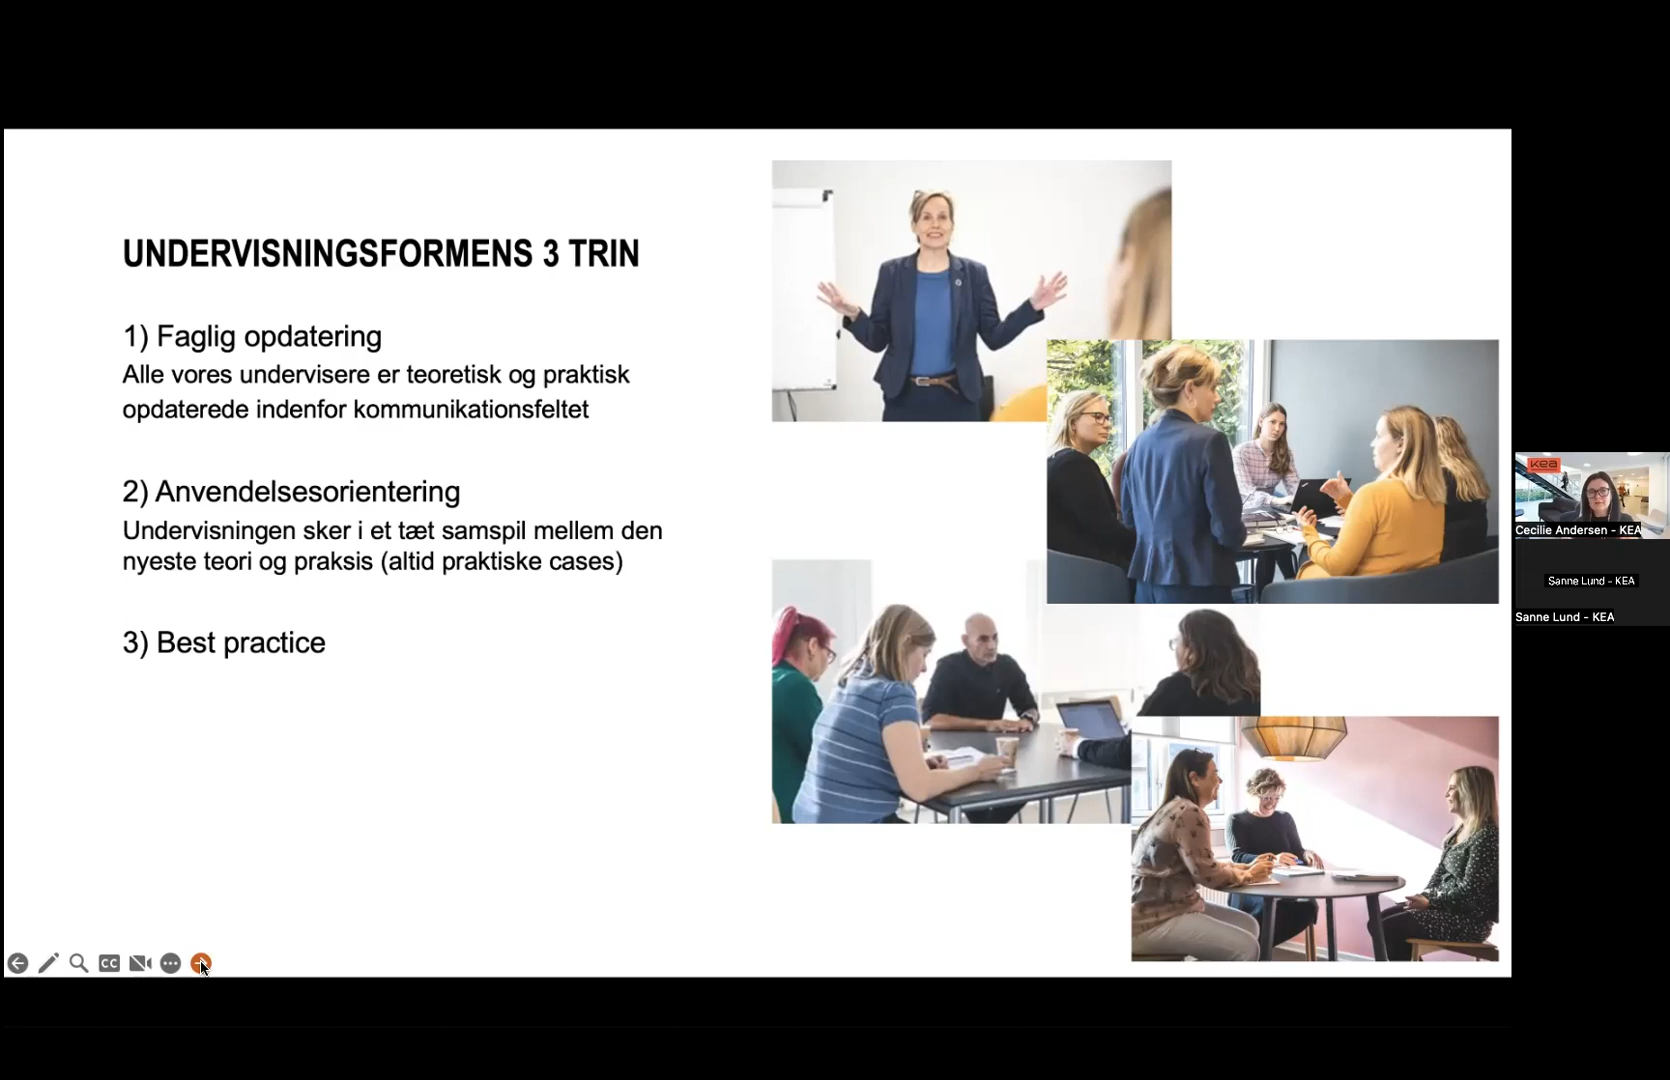 UNDERVISNINGSFORMENS 3 TRIN
1) Faglig opdatering
Alle vores undervisere er teoretisk og praktisk
opdaterede indenfor kommunikationsfeltet
2) Anvendelsesorientering
Undervisningen sker i et tæt samspil mellem den
nyeste teori og praksis (altid praktiske cases)
3) Best practice
CC
kea
Cecilie Andersen - KEA
Sanne Lund - KEA
Sanne Lund - KEA